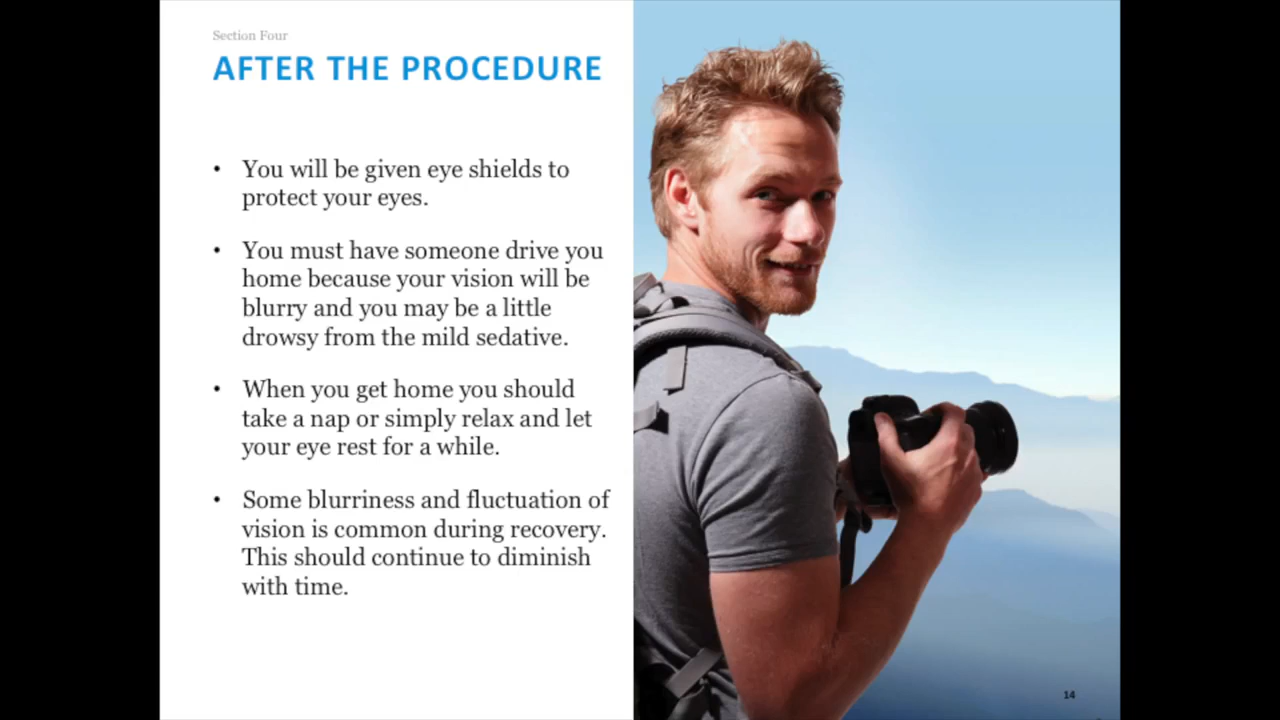 Section Four
AFTER THE PROCEDURE
• You will be given eye shields to
protect your eyes.
• You must have someone drive you
home because your vision will be
blurry and you may be a little
drowsy from the mild sedative.
• When you get home you should
take a nap or simply relax and let
your eye rest for a while.
• Some blurriness and fluctuation of
vision is common during recovery.
This should continue to diminish
with time.
14